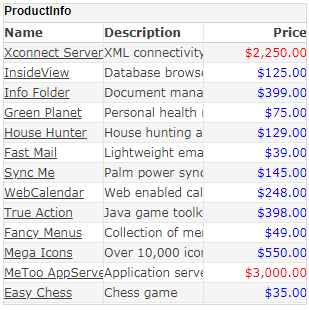 ProductInfo
Name Description Price
Xconnect Server XML connectivity $2,250.00
InsideView Database browse $125.00
Info Folder Document mana $399.00
Green Planet Personal health $75.00
House Hunter House hunting a $129.00
Fast Mail Lightweight ema $39.00
Sync Me Palm power sync $145.00
WebCalendar Web enabled cal $248.00
True Action Java game toolk $398.00
Fancy Menus Collection of me $49.00
Mega Icons Over 10,000 icon $550.00
MeToo AppServe Application serve $3,000.00
Easy Chess Chess game $35.00